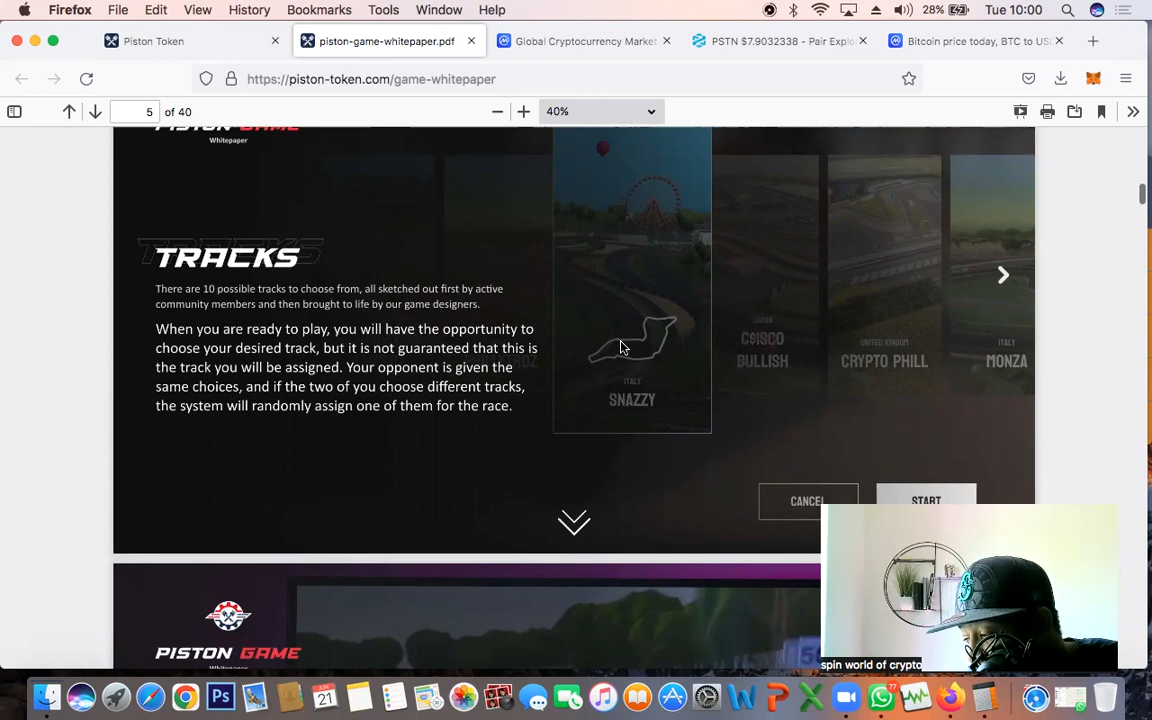 Firefox File Edit View History Bookmarks Tools Window Help 28% Tue 10:00
Piston Token piston-game-whitepaper.pdf Global Cryptocurrency Market PSTN $7.9032338 - Pair Explo Bitcoin price today, BTC to USD
https://piston-token.com/game-whitepaper
5 of 40 40%
PISTON GAME
Whitepaper
TRACKS
There are 10 possible tracks to choose from, all sketched out first by active
community members and then brought to life by our game designers.
When you are ready to play, you will have the opportunity to
choose your desired track, but it is not guaranteed that this is
the track you will be assigned. Your opponent is given the
same choices, and if the two of you choose different tracks,
the system will randomly assign one of them for the race.
ITALY
SNAZZY
JAPAN
C$ISCO
BULLISH
UNITED KINGDOM
CRYPTO PHILL
ITALY
MONZA
CANCEL
START
PISTON GAME
Whitepaper
spin world of crypto
JUN
21
77